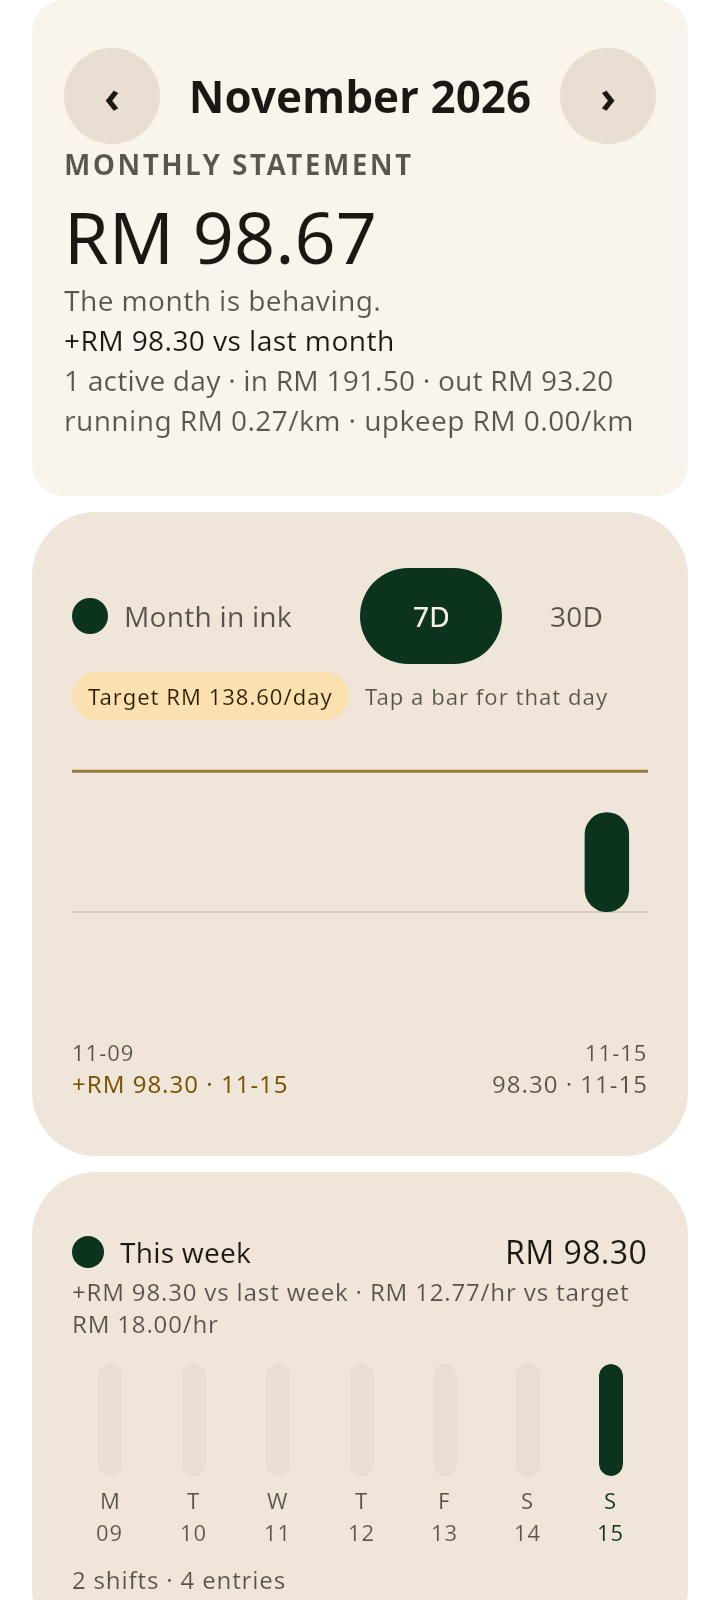 ‹ November 2026 ›
MONTHLY STATEMENT
RM 98.67
The month is behaving.
+RM 98.30 vs last month
1 active day · in RM 191.50 · out RM 93.20
running RM 0.27/km · upkeep RM 0.00/km
Month in ink 7D 30D
Target RM 138.60/day Tap a bar for that day
11-09 11-15
+RM 98.30 · 11-15 98.30 · 11-15
This week RM 98.30
+RM 98.30 vs last week · RM 12.77/hr vs target
RM 18.00/hr
M T W T F S S
09 10 11 12 13 14 15
2 shifts · 4 entries